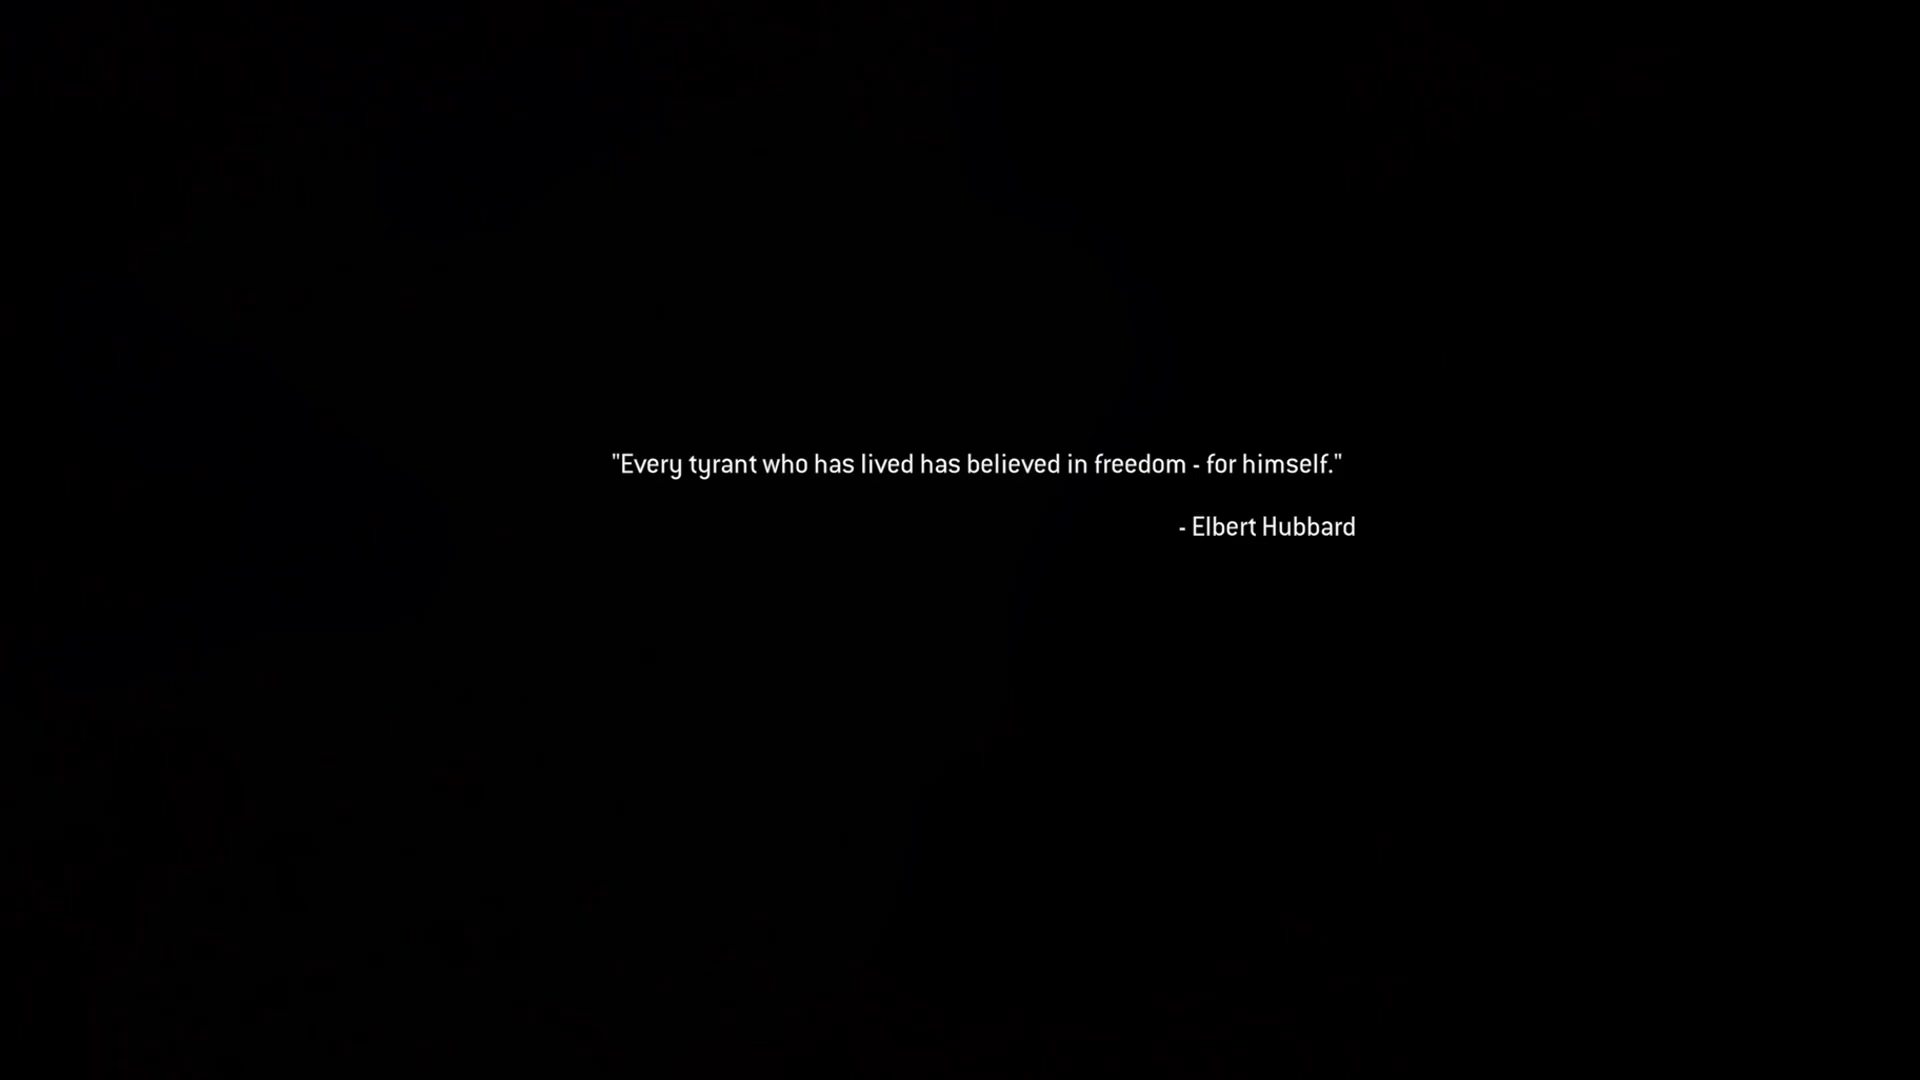 "Every tyrant who has lived has believed in freedom - for himself."
- Elbert Hubbard